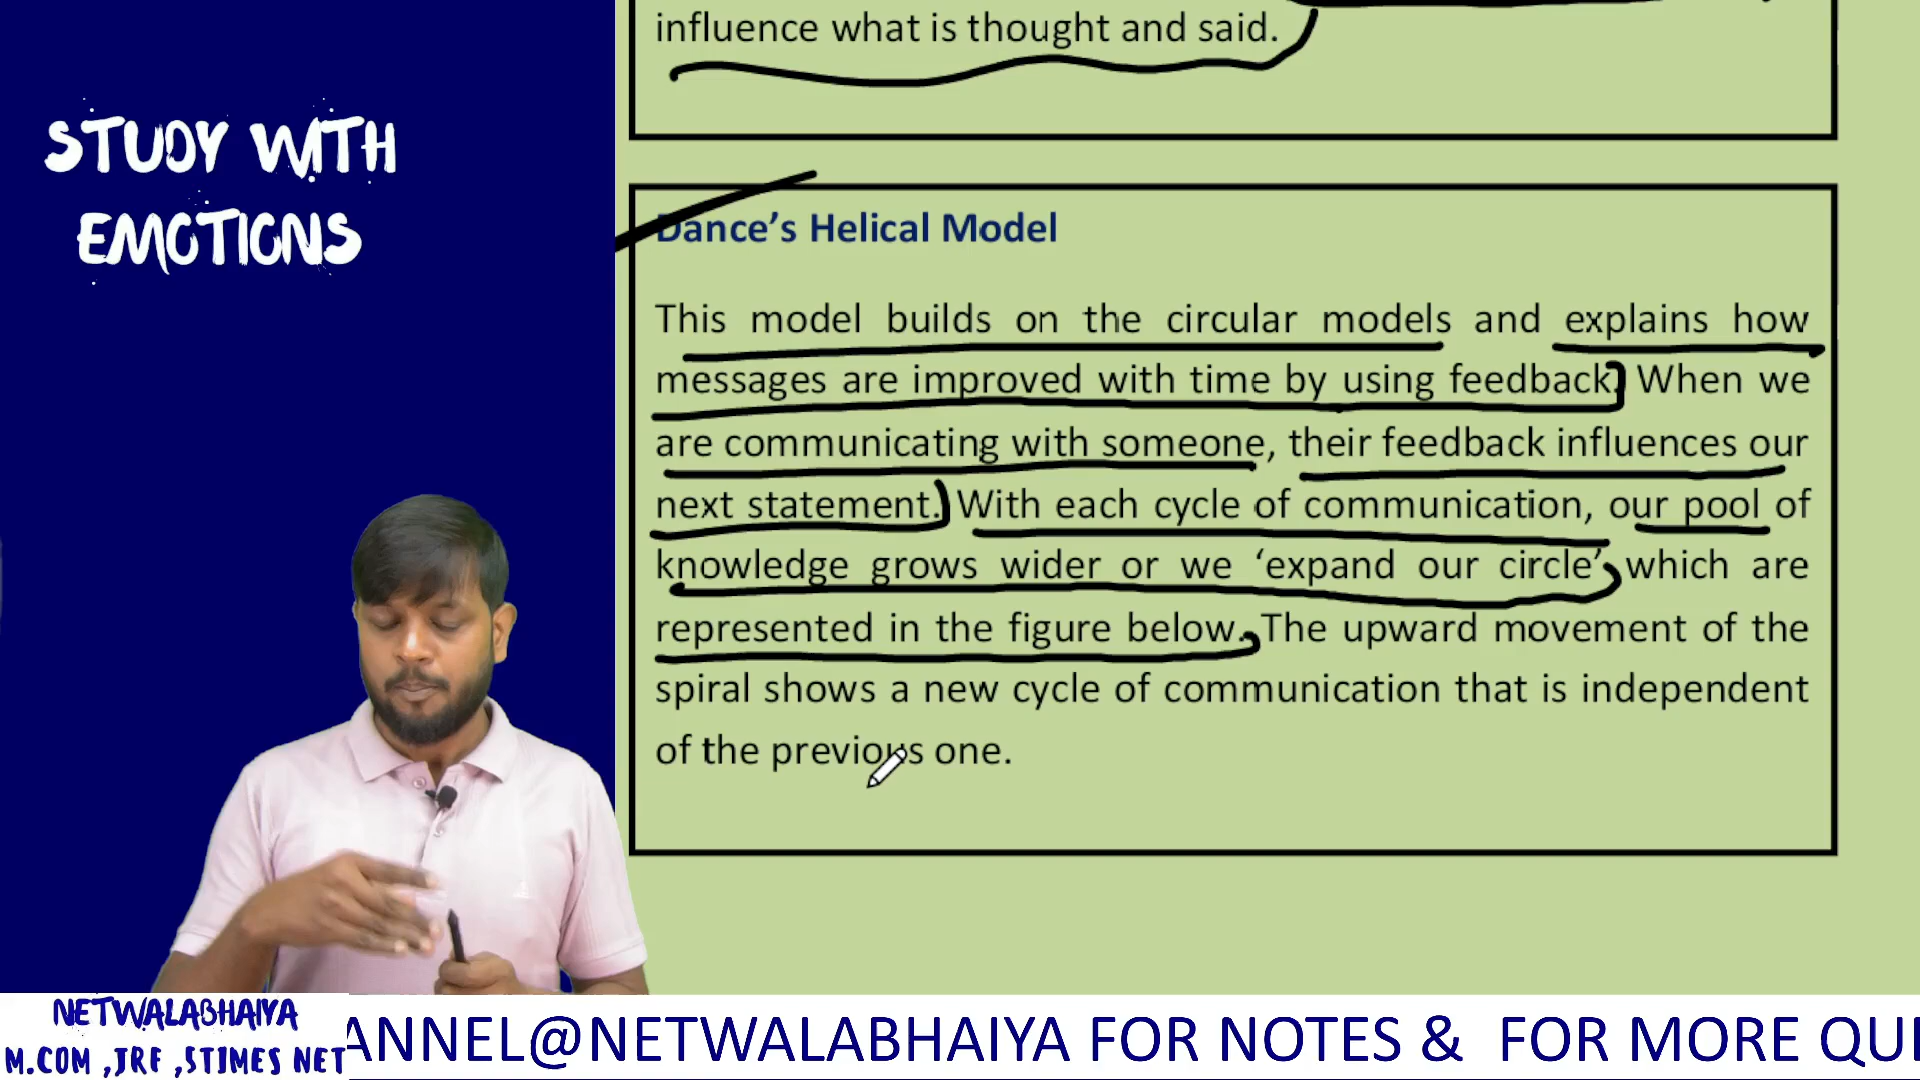 influence what is thought and said.
STUDY WITH
EMOTIONS
Dance's Helical Model
This model builds on the circular models and explains how
messages are improved with time by using feedback. When we
are communicating with someone, their feedback influences our
next statement. With each cycle of communication, our pool of
knowledge grows wider or we 'expand our circle', which are
represented in the figure below. The upward movement of the
spiral shows a new cycle of communication that is independent
of the previous one.
NETWALABHAIYA
M.COM ,JRF ,5TIMES NET
ANNEL@NETWALABHAIYA FOR NOTES & FOR MORE QU